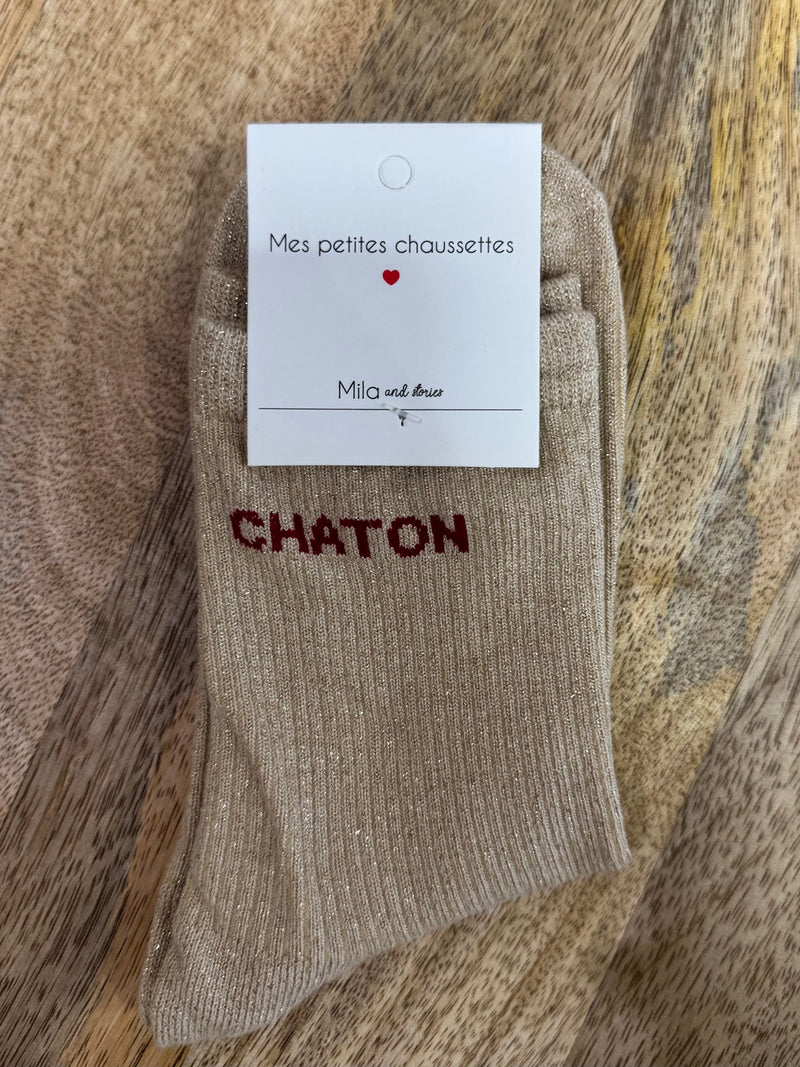 Mes petites chaussettes
Mila and stories
CHATON